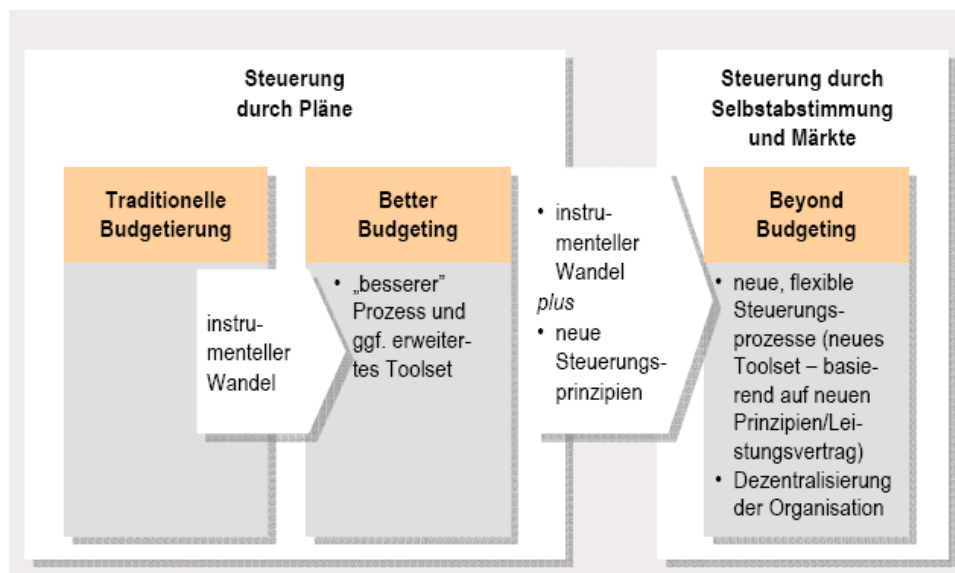 Steuerung
durch Pläne
Traditionelle
Budgetierung
instru-
menteller
Wandel
Better
Budgeting
• „besserer”
Prozess und
ggf. erweiter-
tes Toolset
• instru-
menteller
Wandel
plus
• neue
Steuerungs-
prinzipien
Steuerung durch
Selbstabstimmung
und Märkte
Beyond
Budgeting
• neue, flexible
Steuerungs-
prozesse (neues
Toolset – basie-
rend auf neuen
Prinzipien/Lei-
stungsvertrag)
• Dezentralisierung
der Organisation